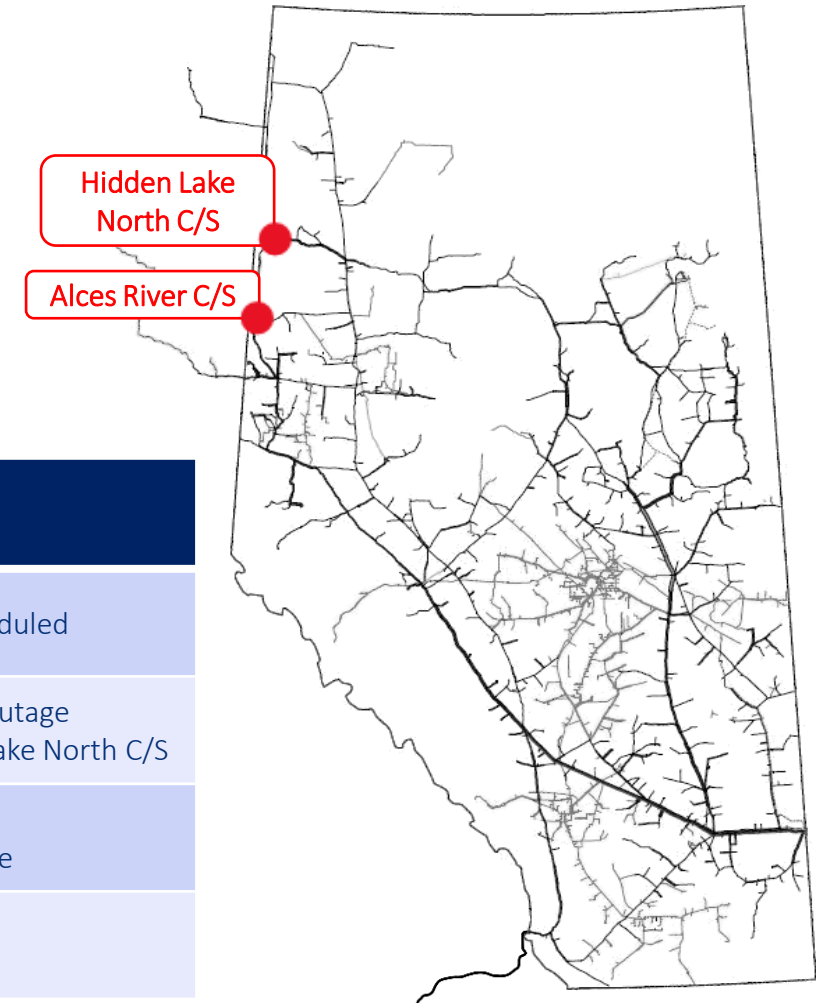 Hidden Lake
North C/S
Alces River C/S
duled
utage
ake North C/S
e